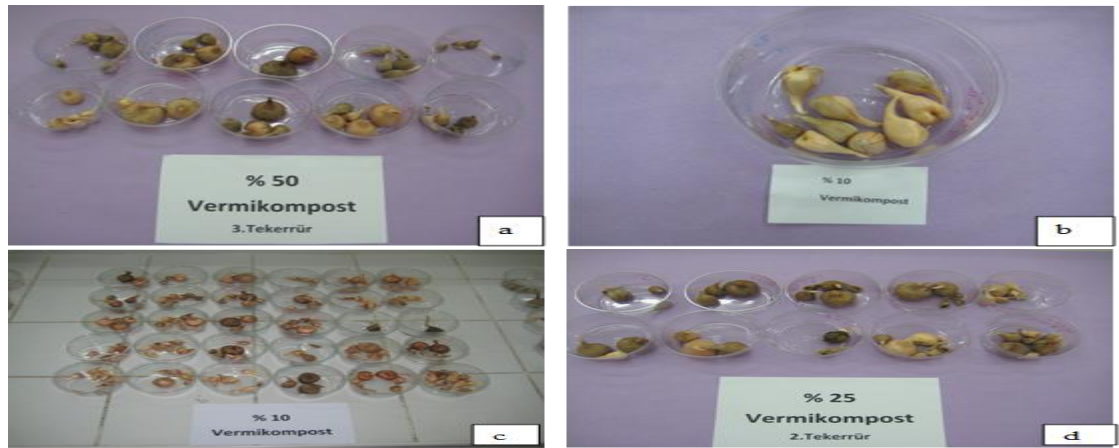 % 50
Vermikompost
3.Tekerrür
a
% 10
Vermikompost
b
% 10
Vermikompost
c
% 25
Vermikompost
2.Tekerrür
d